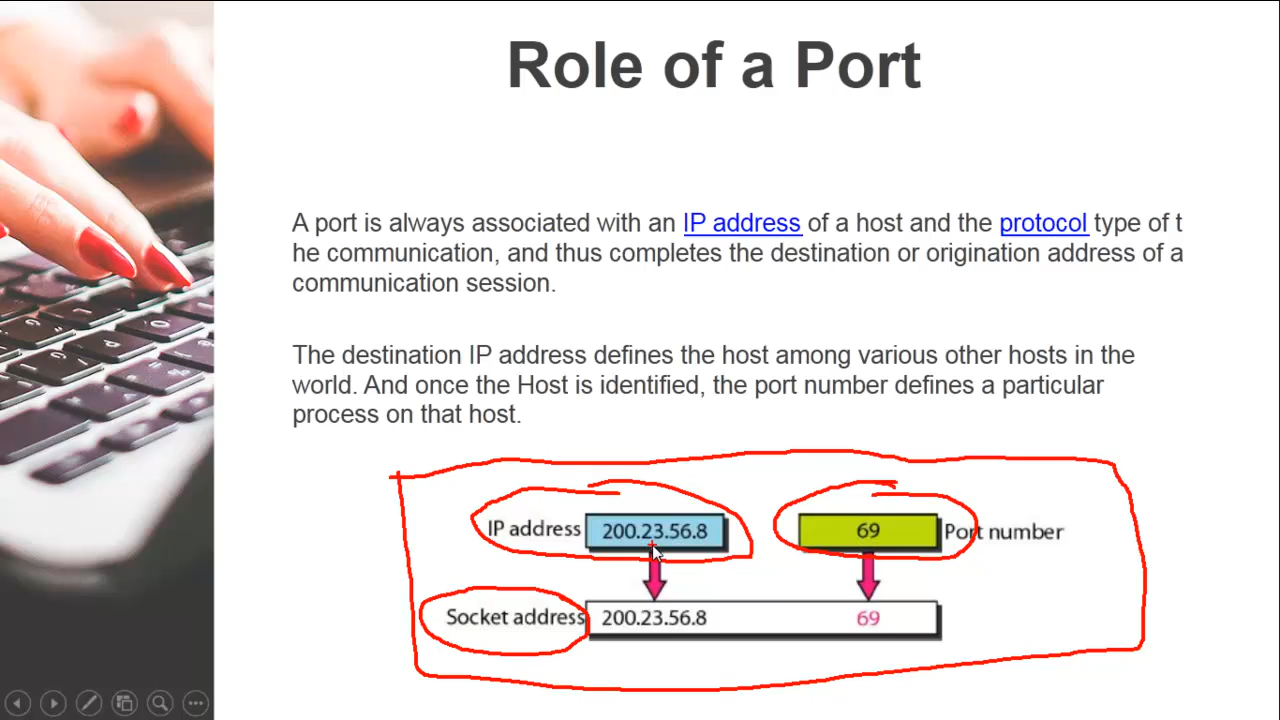 Role of a Port
A port is always associated with an IP address of a host and the protocol type of t
he communication, and thus completes the destination or origination address of a
communication session.
The destination IP address defines the host among various other hosts in the
world. And once the Host is identified, the port number defines a particular
process on that host.
IP address 200.23.56.8 69 Port number
Socket address 200.23.56.8 69